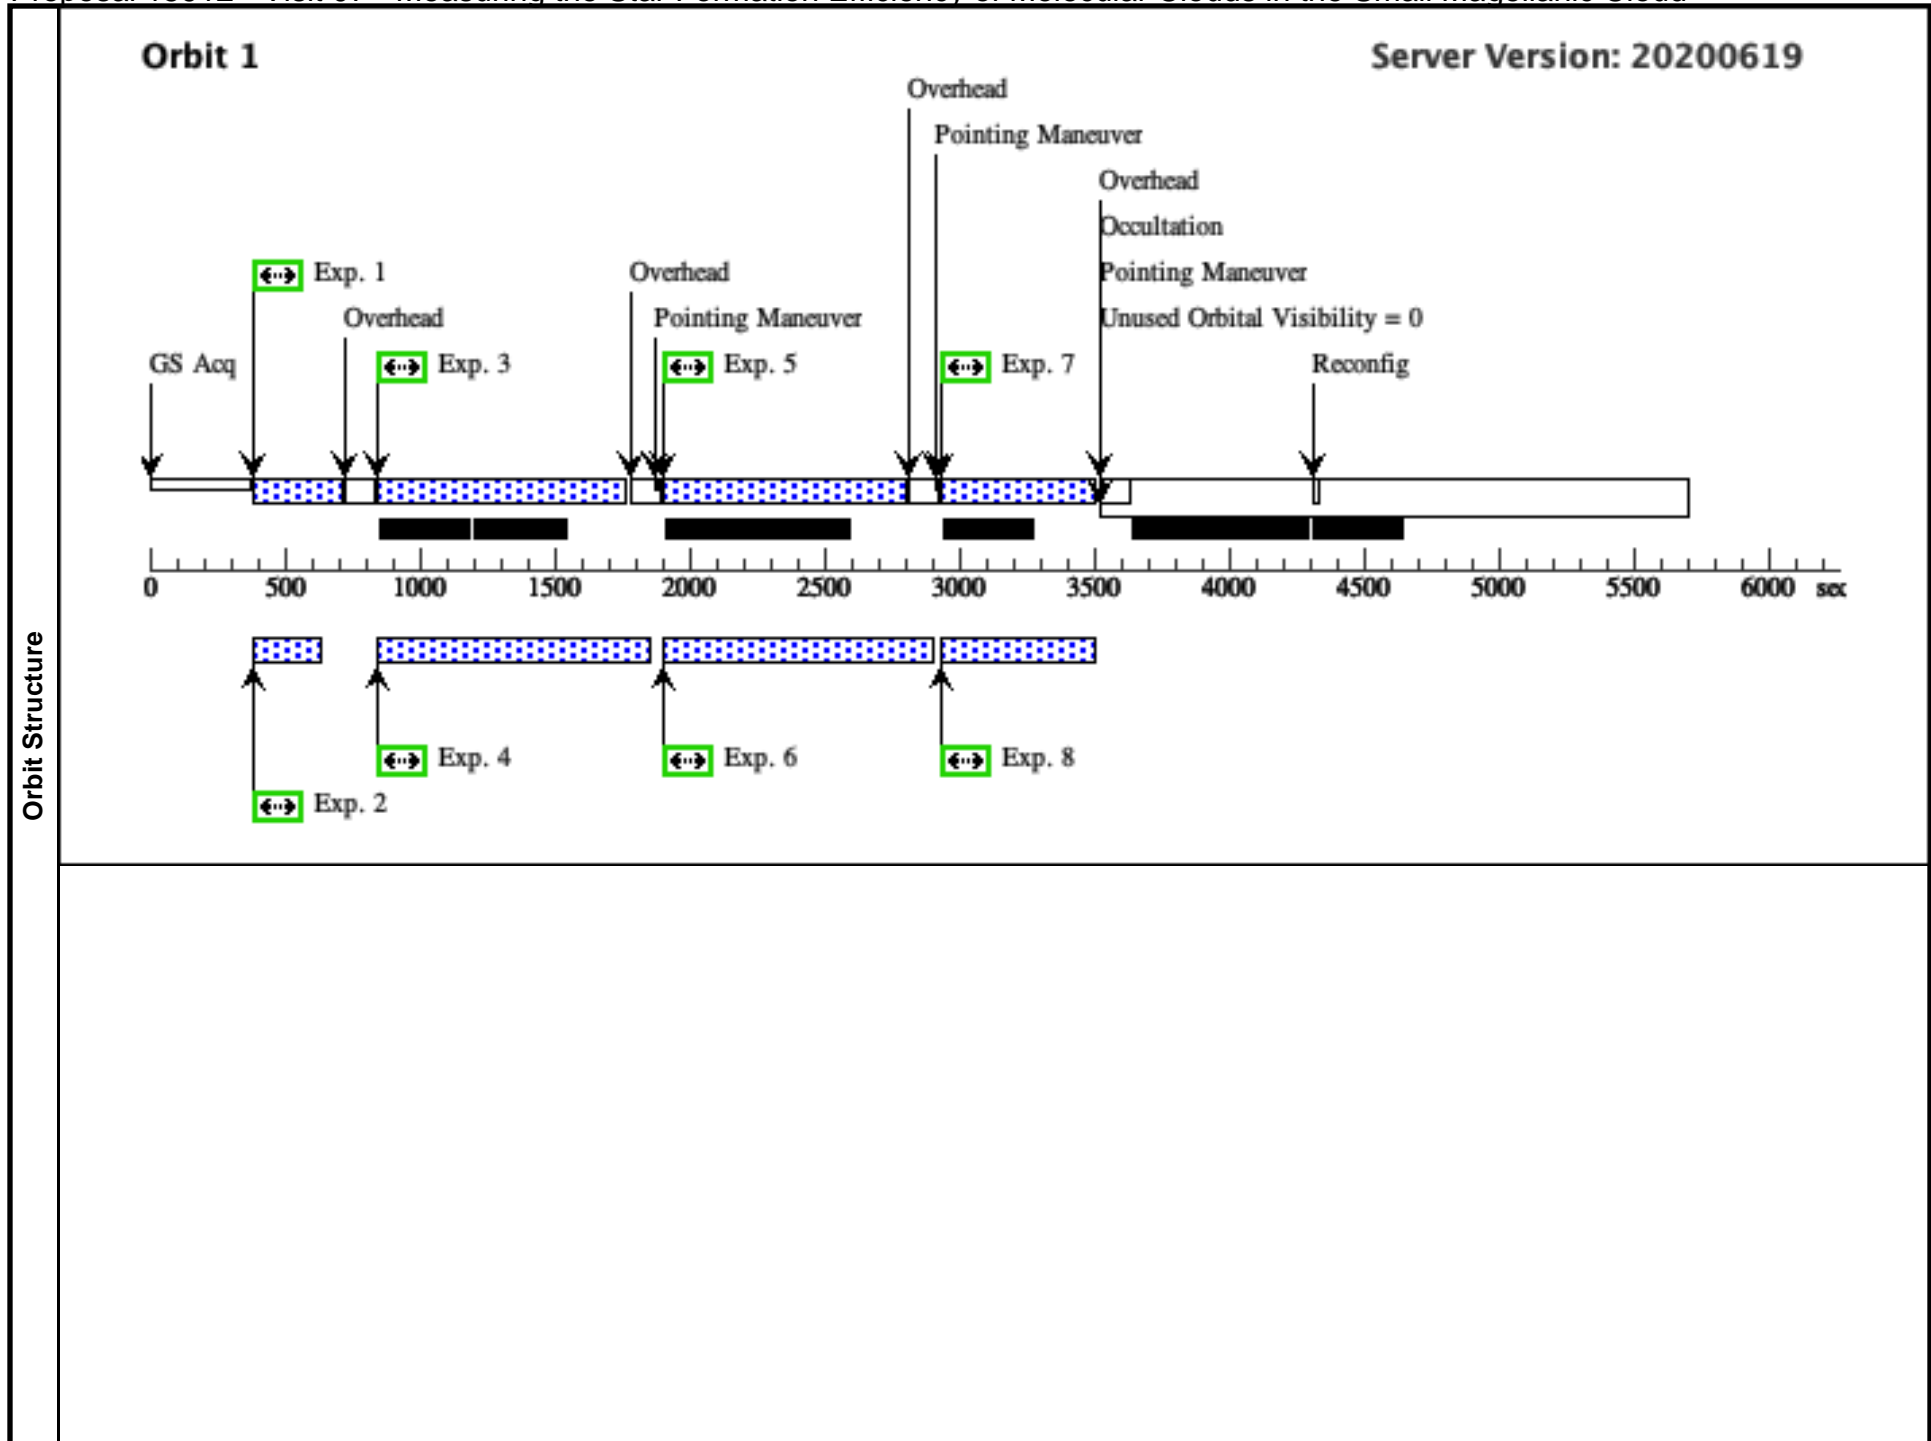 Orbit 1
Server Version: 20200619
Overhead
Pointing Maneuver
Overhead
Occultation
Exp. 1
Overhead
Pointing Maneuver
Overhead
Pointing Maneuver
Unused Orbital Visibility = 0
GS Acq
Exp. 3
Exp. 5
Exp. 7
Reconfig
0 500 1000 1500 2000 2500 3000 3500 4000 4500 5000 5500 6000 sec
Exp. 4
Exp. 6
Exp. 8
Exp. 2
Orbit Structure